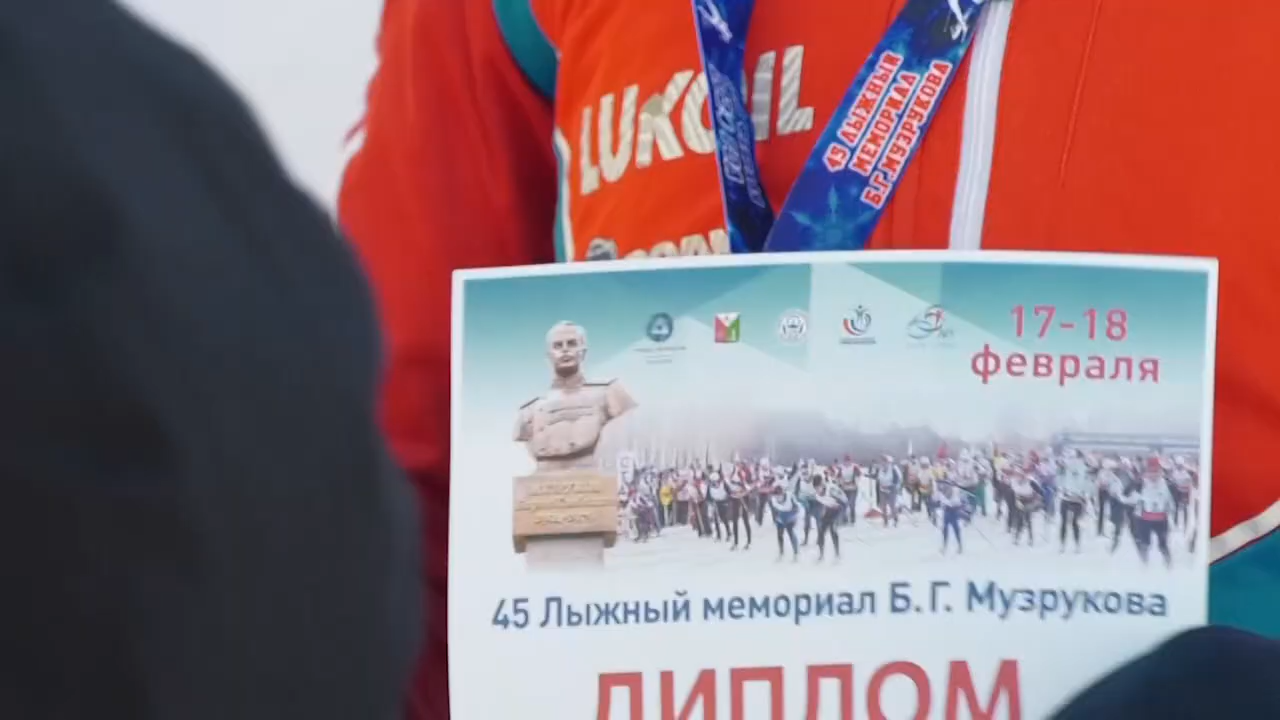 LUKOIL
45 ЛЫЖНЫЙ
МЕМОРИАЛ
Б.Г.МУЗРУКОВА
17-18
февраля
45 Лыжный мемориал Б. Г. Музрукова
ДИПЛОМ